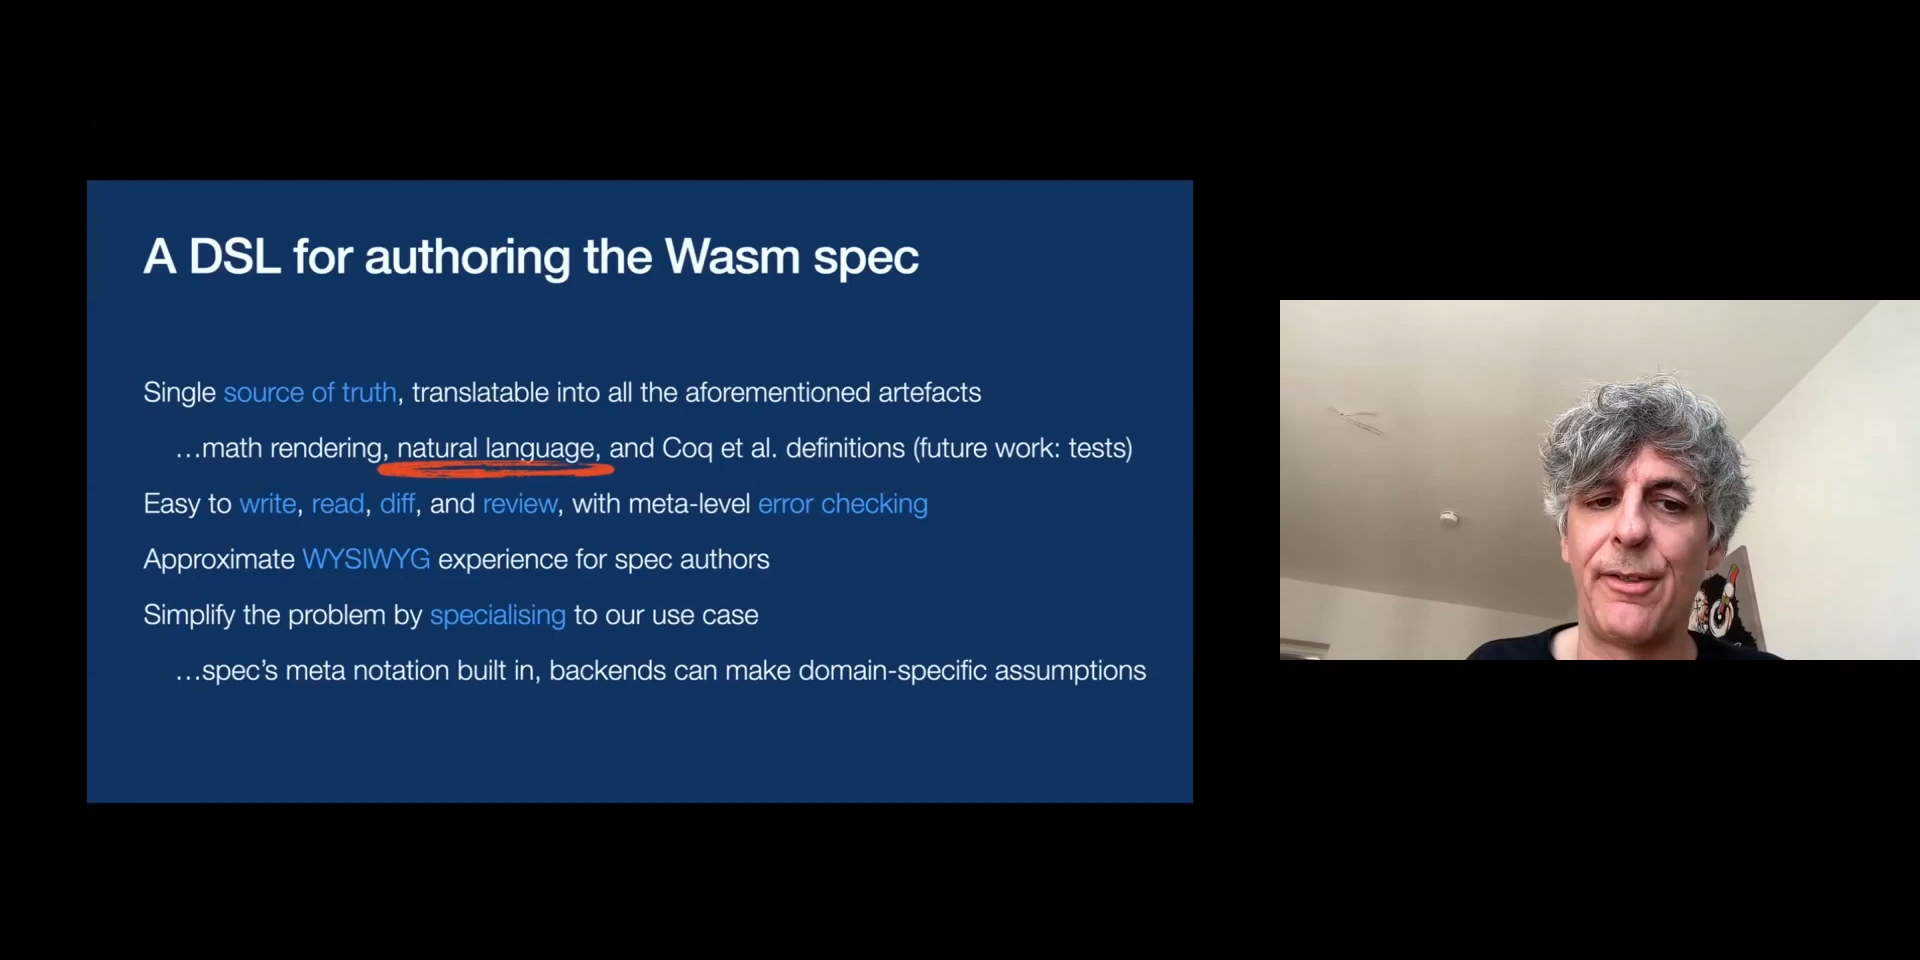 A DSL for authoring the Wasm spec
Single source of truth, translatable into all the aforementioned artefacts
…math rendering, natural language, and Coq et al. definitions (future work: tests)
Easy to write, read, diff, and review, with meta-level error checking
Approximate WYSIWYG experience for spec authors
Simplify the problem by specialising to our use case
…spec’s meta notation built in, backends can make domain-specific assumptions